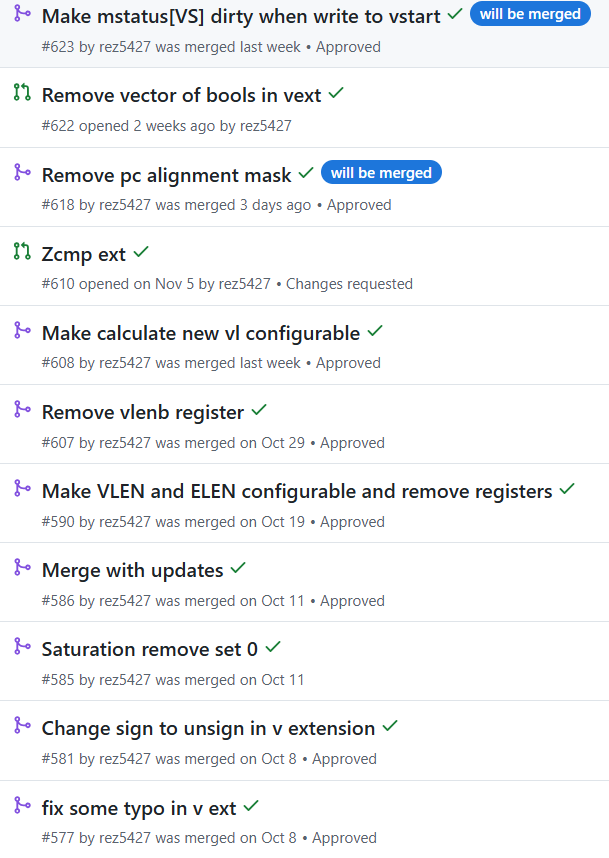 Make mstatus[VS] dirty when write to vstart will be merged
#623 by rez5427 was merged last week • Approved
Remove vector of bools in vext
#622 opened 2 weeks ago by rez5427
Remove pc alignment mask will be merged
#618 by rez5427 was merged 3 days ago • Approved
Zcmp ext
#610 opened on Nov 5 by rez5427 • Changes requested
Make calculate new vl configurable
#608 by rez5427 was merged last week • Approved
Remove vlenb register
#607 by rez5427 was merged on Oct 29 • Approved
Make VLEN and ELEN configurable and remove registers
#590 by rez5427 was merged on Oct 19 • Approved
Merge with updates
#586 by rez5427 was merged on Oct 11 • Approved
Saturation remove set 0
#585 by rez5427 was merged on Oct 11
Change sign to unsign in v extension
#581 by rez5427 was merged on Oct 8 • Approved
fix some typo in v ext
#577 by rez5427 was merged on Oct 8 • Approved